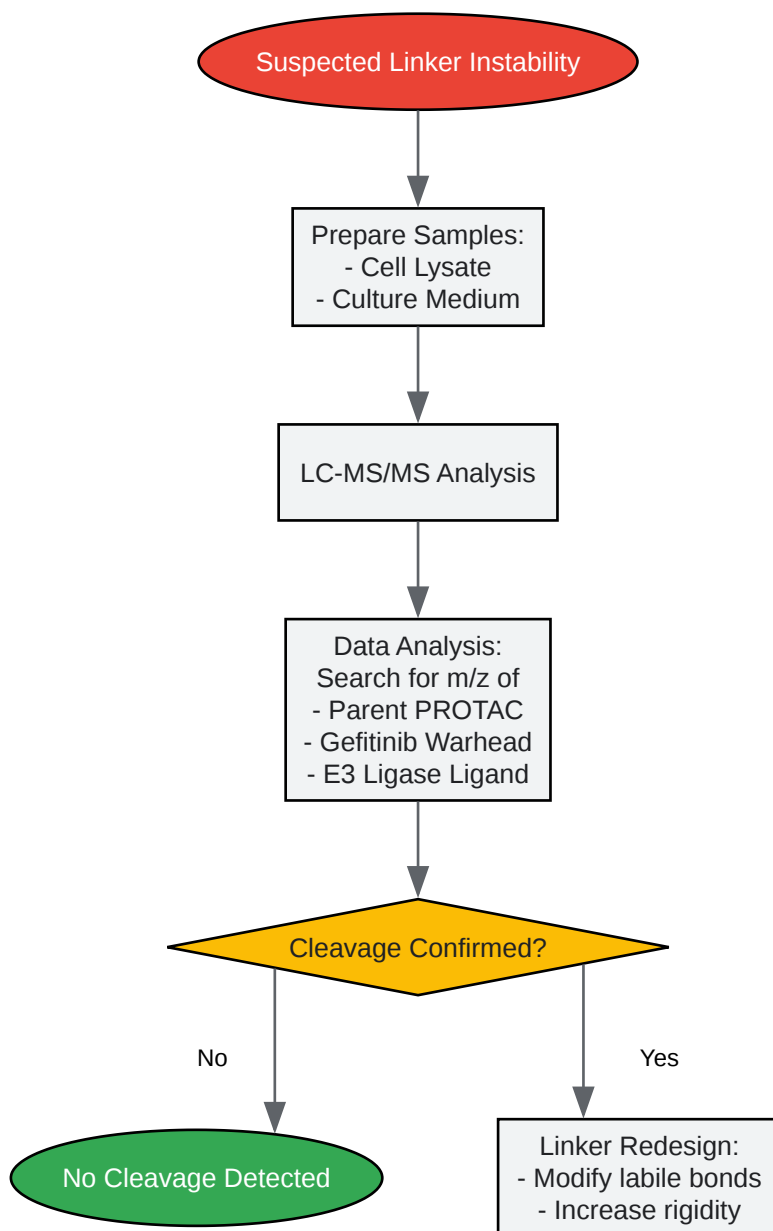 Suspected Linker Instability
Prepare Samples:
- Cell Lysate
- Culture Medium
LC-MS/MS Analysis
Data Analysis:
Search for m/z of
- Parent PROTAC
- Gefitinib Warhead
- E3 Ligase Ligand
Cleavage Confirmed?
No
Yes
No Cleavage Detected
Linker Redesign:
- Modify labile bonds
- Increase rigidity